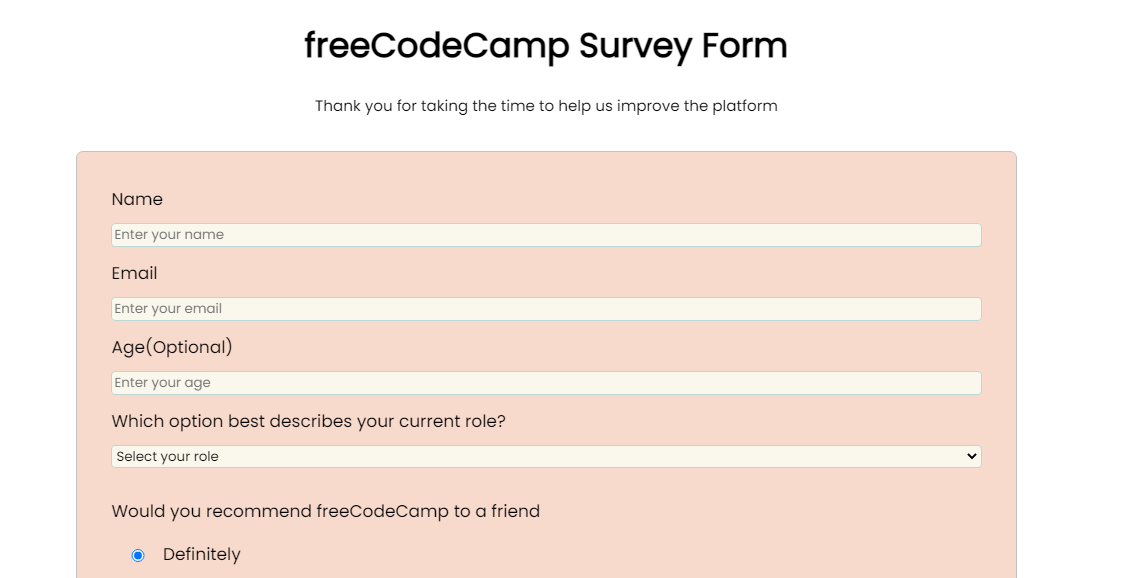 freeCodeCamp Survey Form
Thank you for taking the time to help us improve the platform
Name
Enter your name
Email
Enter your email
Age(Optional)
Enter your age
Which option best describes your current role?
Select your role
Would you recommend freeCodeCamp to a friend
Definitely